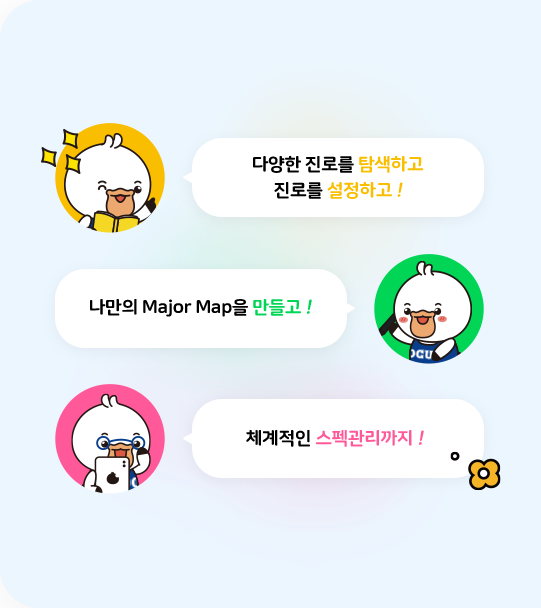 다양한 진로를 탐색하고
진로를 설정하고 !
나만의 Major Map을 만들고 !
체계적인 스펙관리까지 !